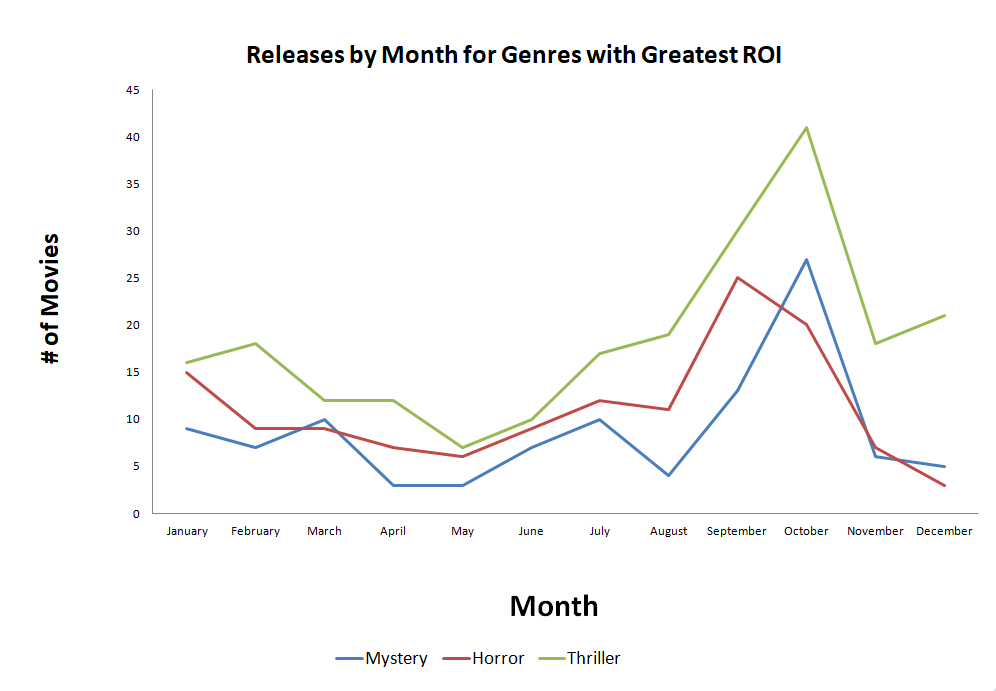 Releases by Month for Genres with Greatest ROI
# of Movies
45
40
35
30
25
20
15
10
5
0
January February March April May June July August September October November December
Month
Mystery Horror Thriller